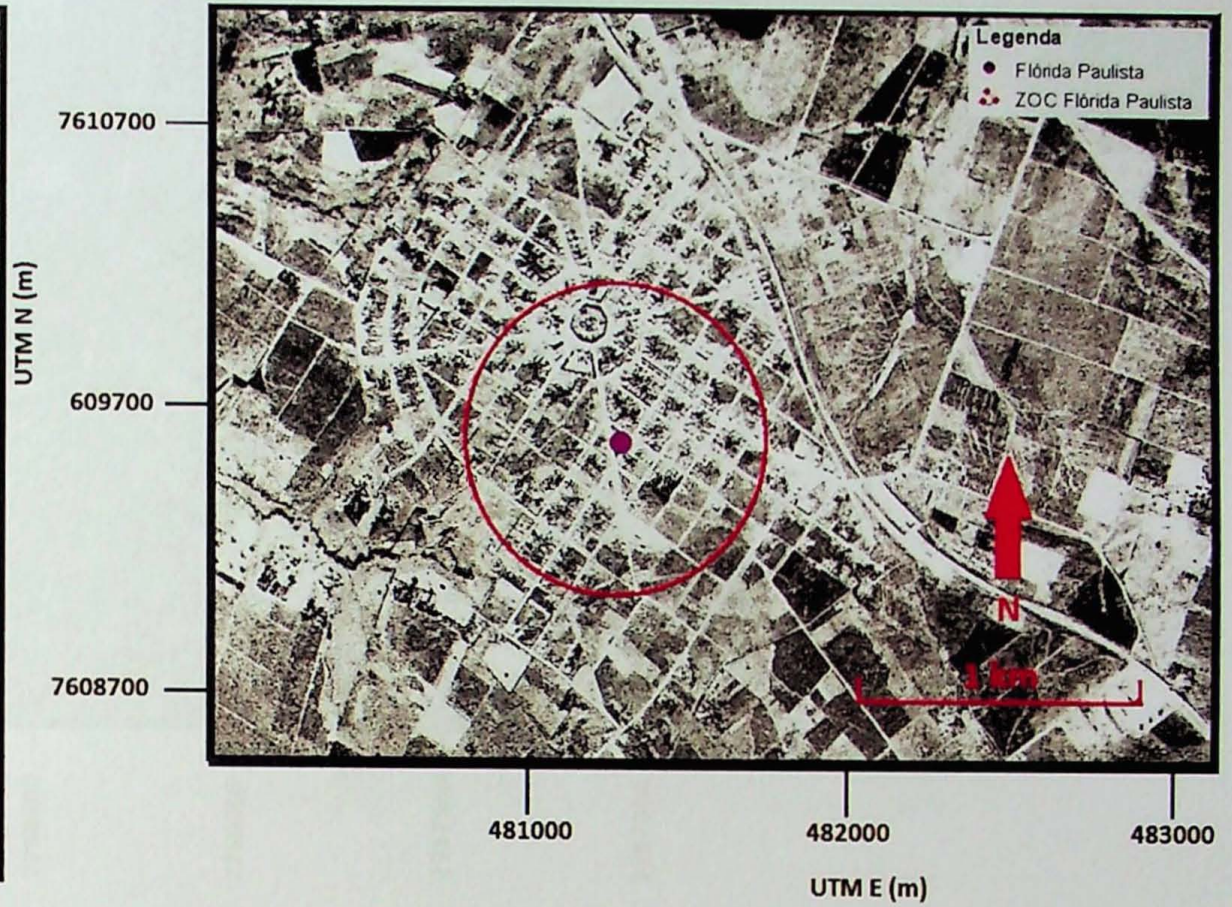 Legenda
Flórida Paulista
ZOC Flórida Paulista
7610700
609700
7608700
UTM N (m)
N
1 km
481000
482000
483000
UTM E (m)